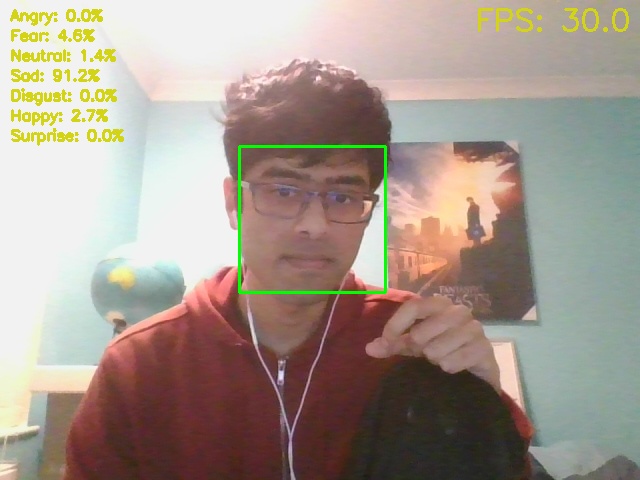 Angry: 0.0%
Fear: 4.6%
Neutral: 1.4%
Sad: 91.2%
Disgust: 0.0%
Happy: 2.7%
Surprise: 0.0%
FPS: 30.0
FANTASTIC
BEASTS